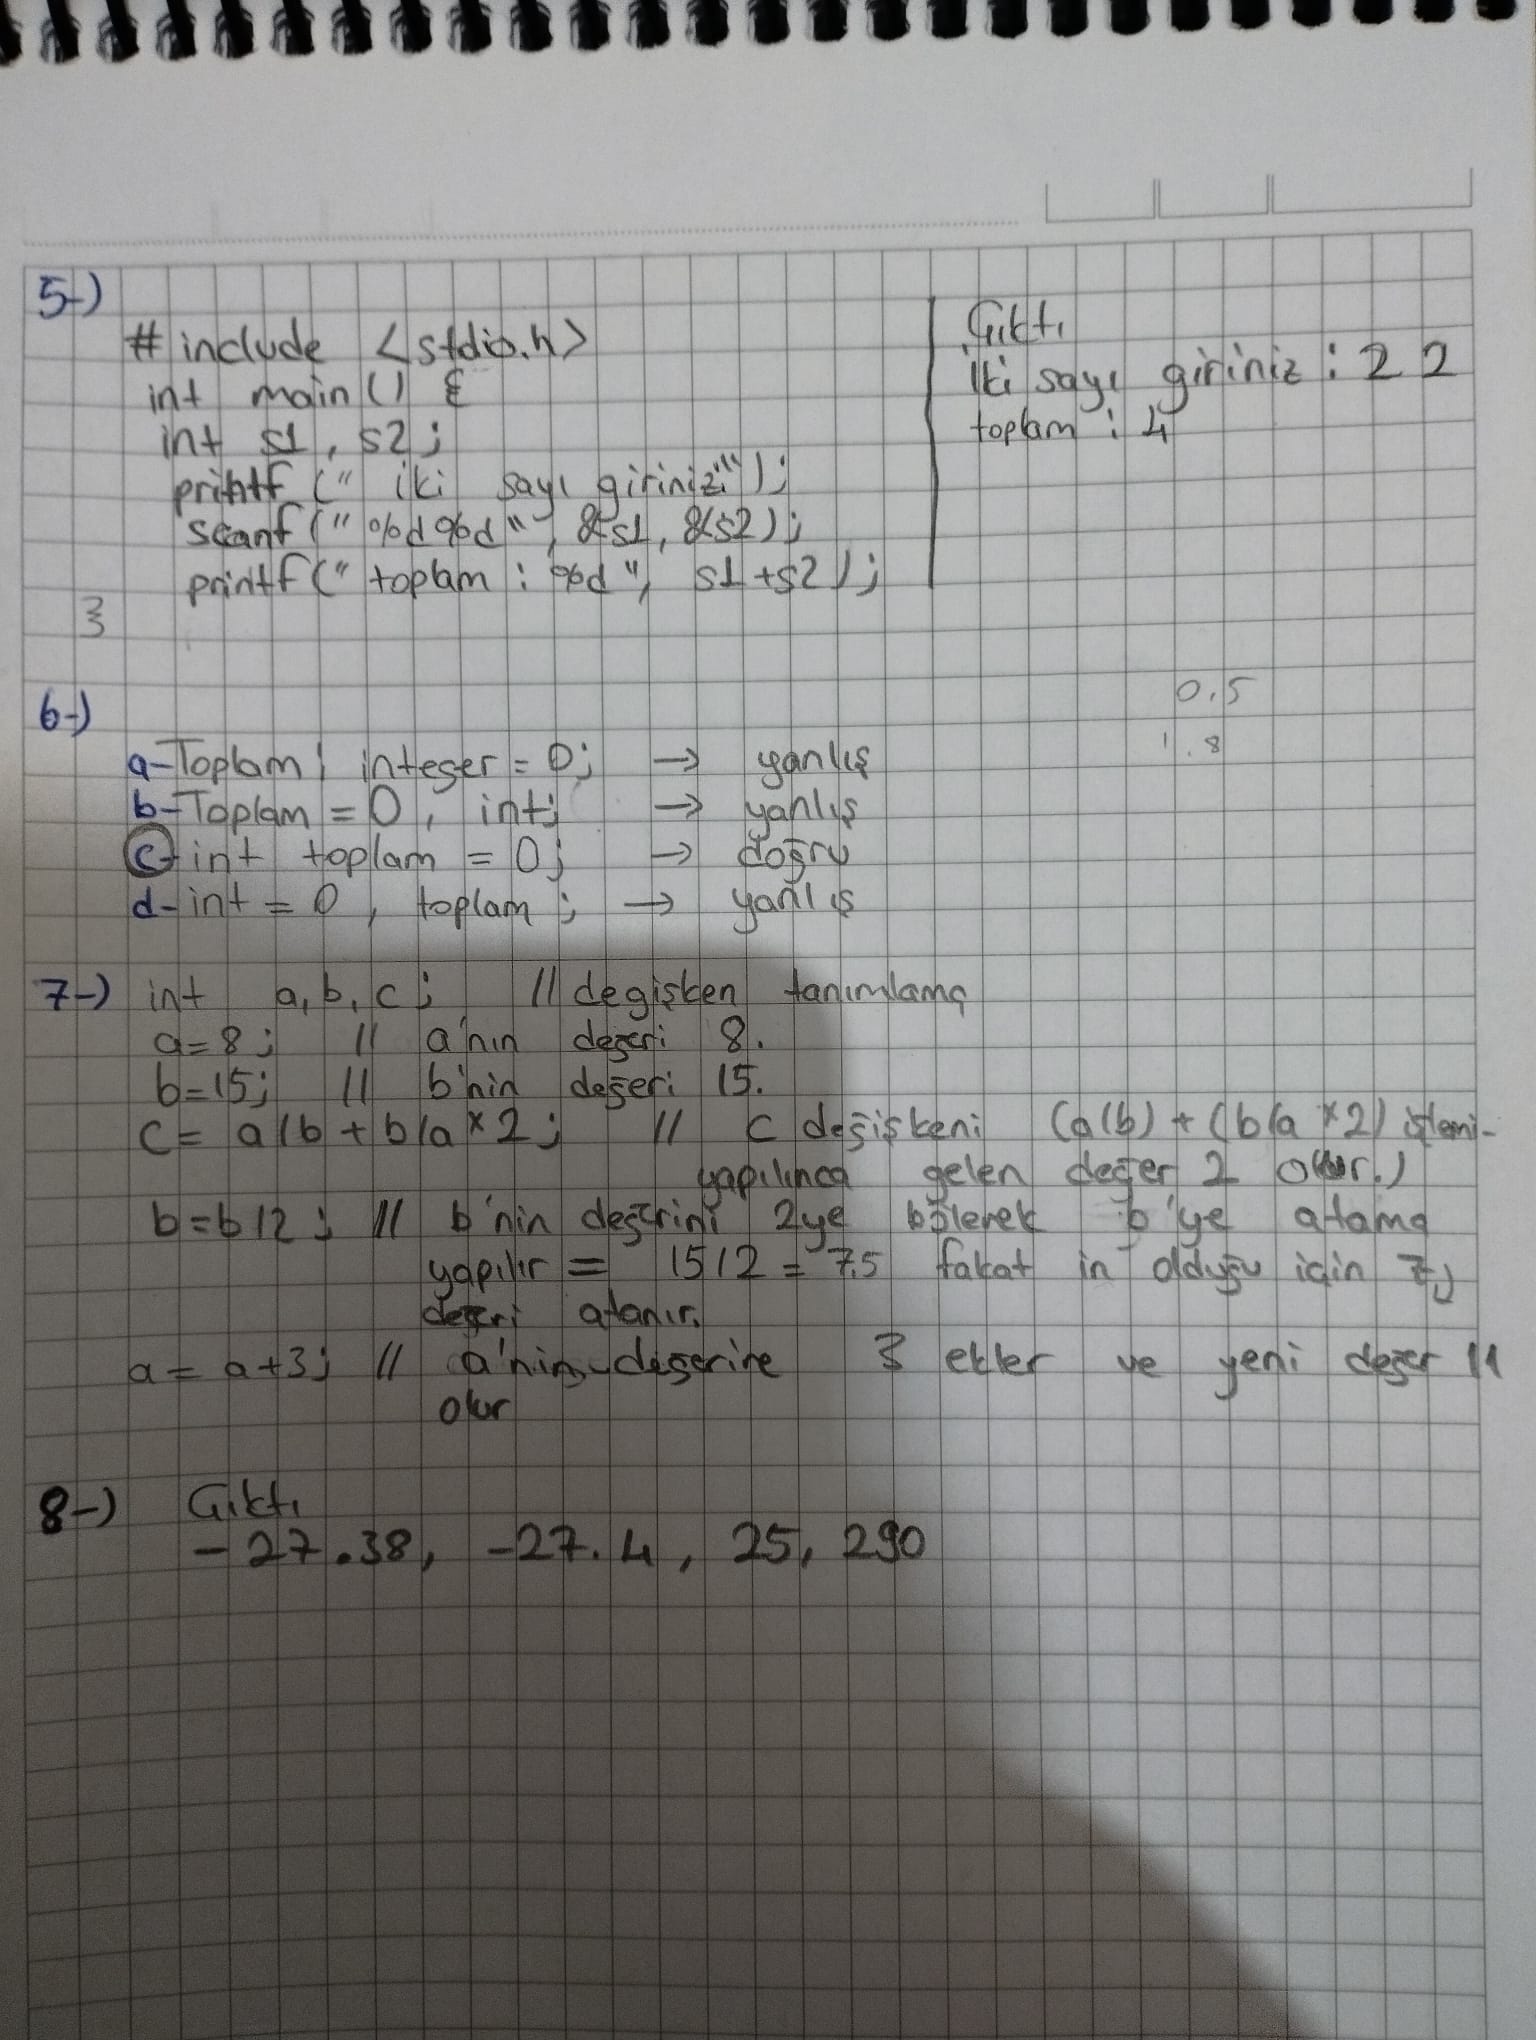 5-)
# include <stdio.h>
int main () {
int s1, s2;
printf (" iki sayı giriniz:");
scanf ("%d%d", &s1, &s2);
printf (" toplam : %d", s1+s2);
}
Çıktı
iki sayı giriniz : 2 2
toplam : 4
0.5
1.8
6-)
a-Toplam; integer = 0; → yanlış
b-Toplam = 0, int; → yanlış
c-int toplam = 0; → doğru
d-int = 0, toplam; → yanlış
7-) int a, b, c; // degişken tanımlama
a=8; // a'nın değeri 8.
b=15; // b'nin değeri 15.
c = a/b + b/a*2; // c değişkeni (a/b) + (b/a *2) işlemi-
yapılınca gelen değer 2 olur.)
b=b/2; // b'nin değerini 2ye bölerek b'ye atama
yapılır = 15/2 = 7.5 fakat in olduğu için 7
değeri atanır.
a = a+3; // a'nin değerine 3 ekler ve yeni değer 11
olur
8-) Çıktı
-27.38, -27.4, 25, 290